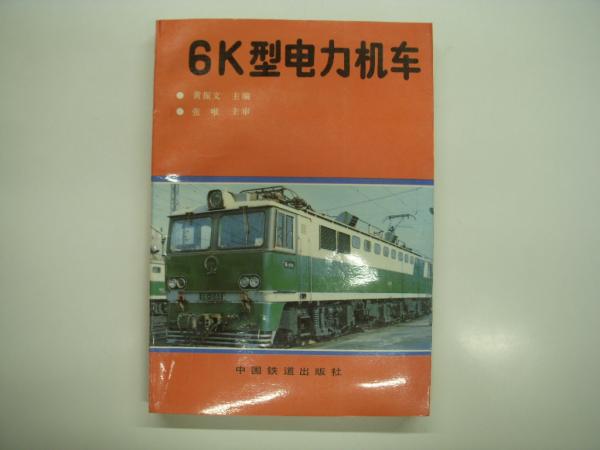 6K型电力机车
● 黄振文 主编
● 张唯 主审
中国铁道出版社